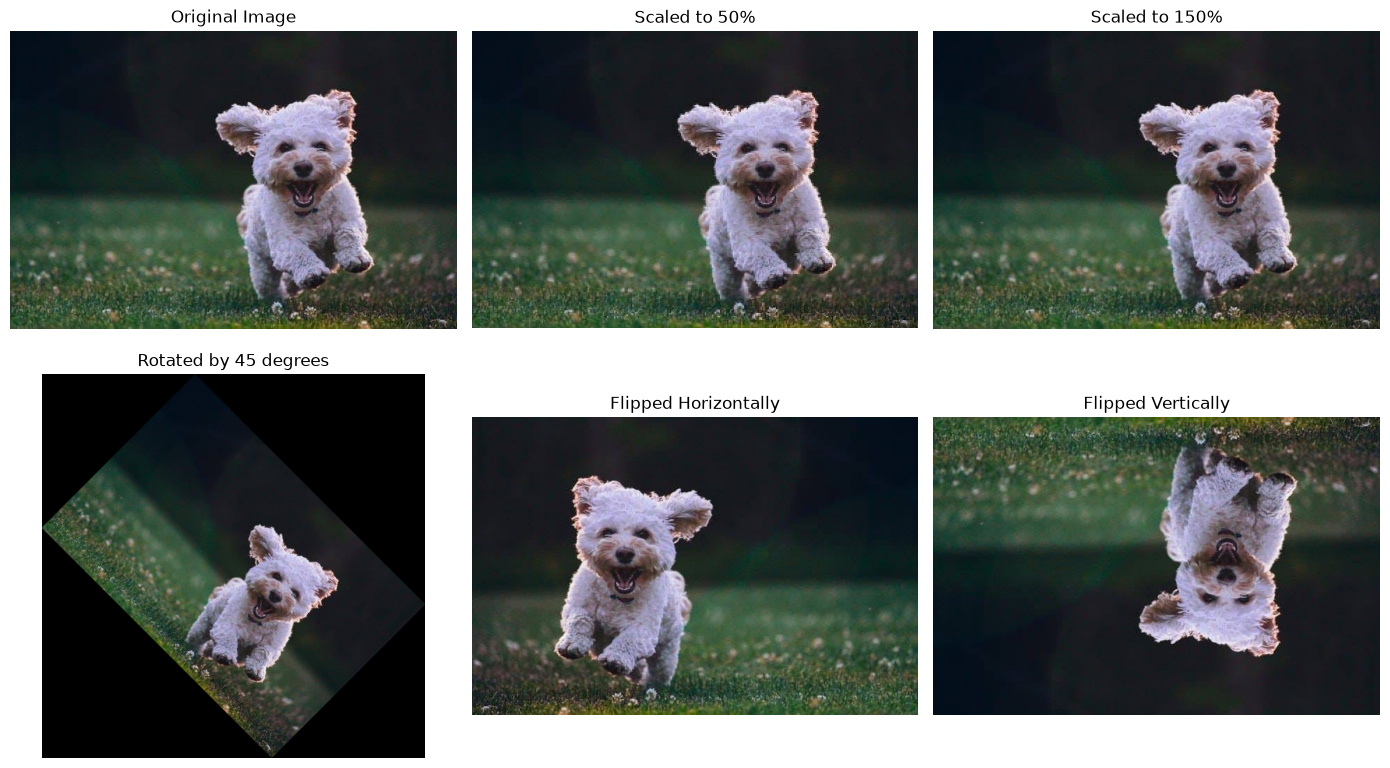 Original Image
Scaled to 50%
Scaled to 150%
Rotated by 45 degrees
Flipped Horizontally
Flipped Vertically